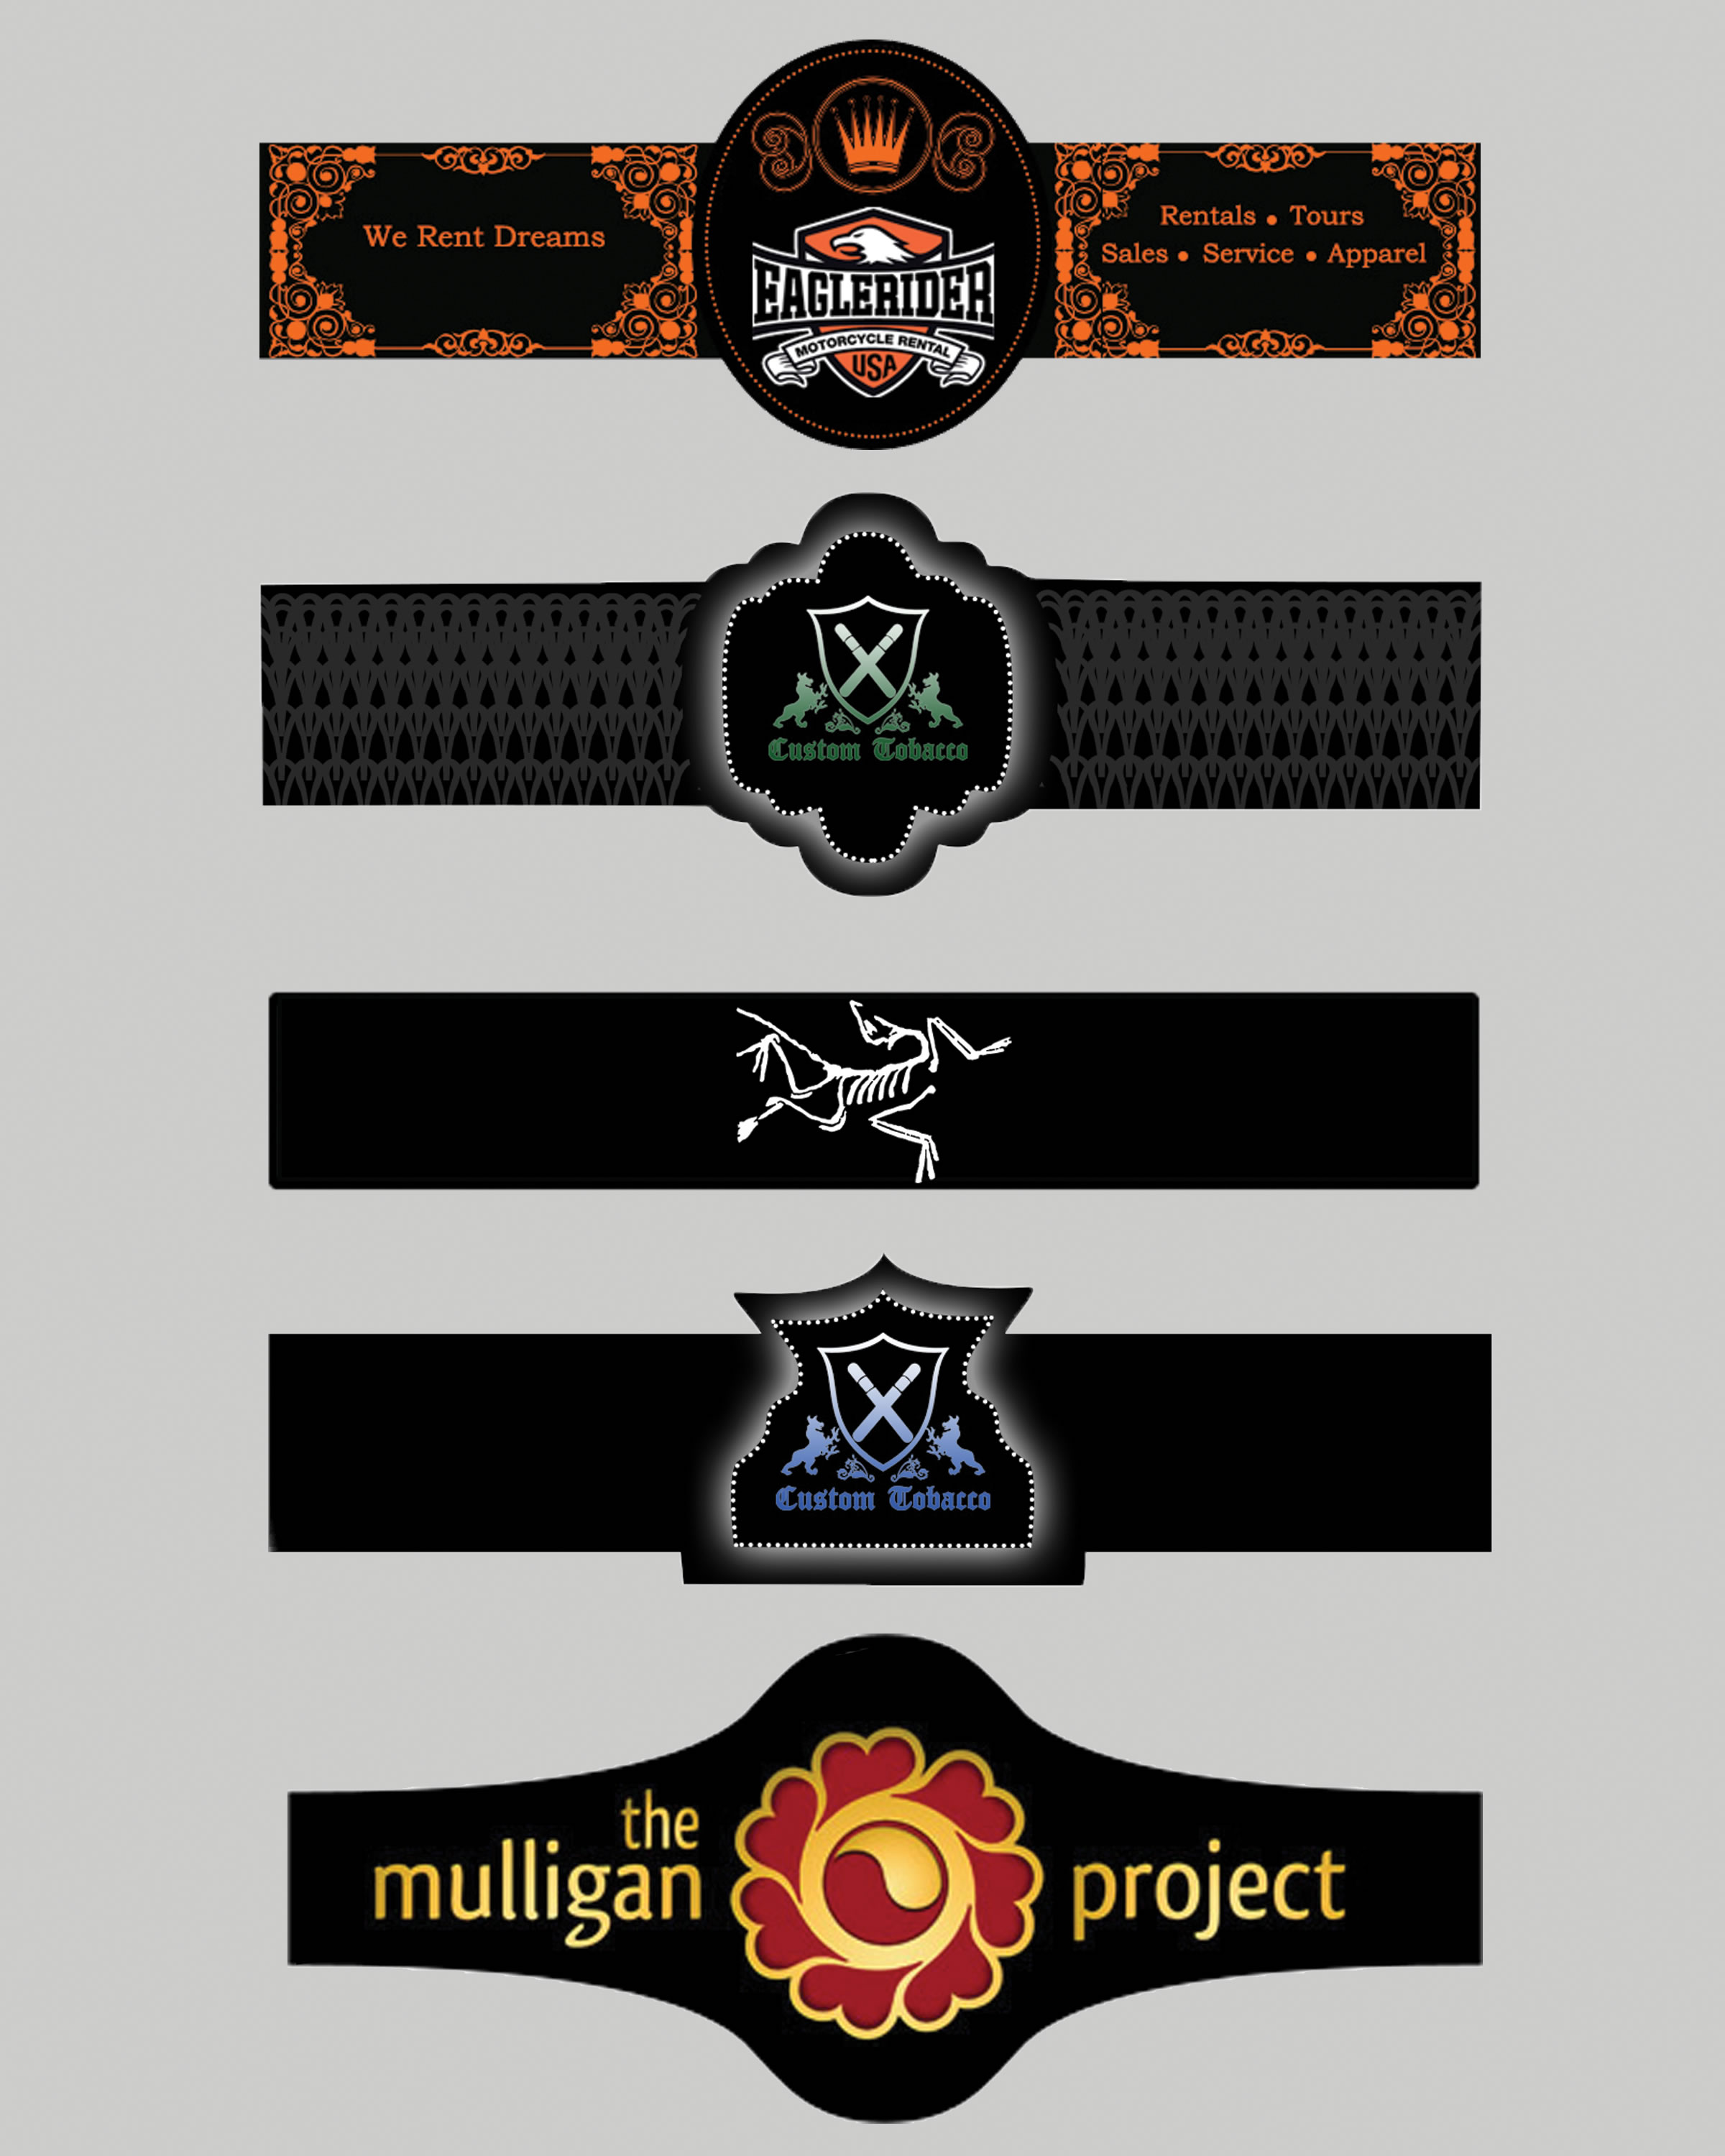 We Rent Dreams
EAGLERIDER
MOTORCYCLE RENTAL
USA
Rentals • Tours
Sales • Service • Apparel
Custom Tobacco
Custom Tobacco
the
mulligan project